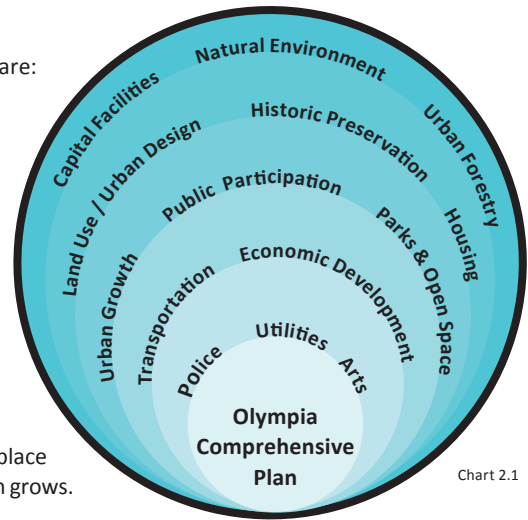 are:
Capital Facilities
Natural Environment
Urban Forestry
Land Use / Urban Design
Historic Preservation
Housing
Urban Growth
Public Participation
Parks & Open Space
Transportation
Economic Development
Police
Utilities
Arts
Olympia
Comprehensive
Plan
place
grows.
Chart 2.1